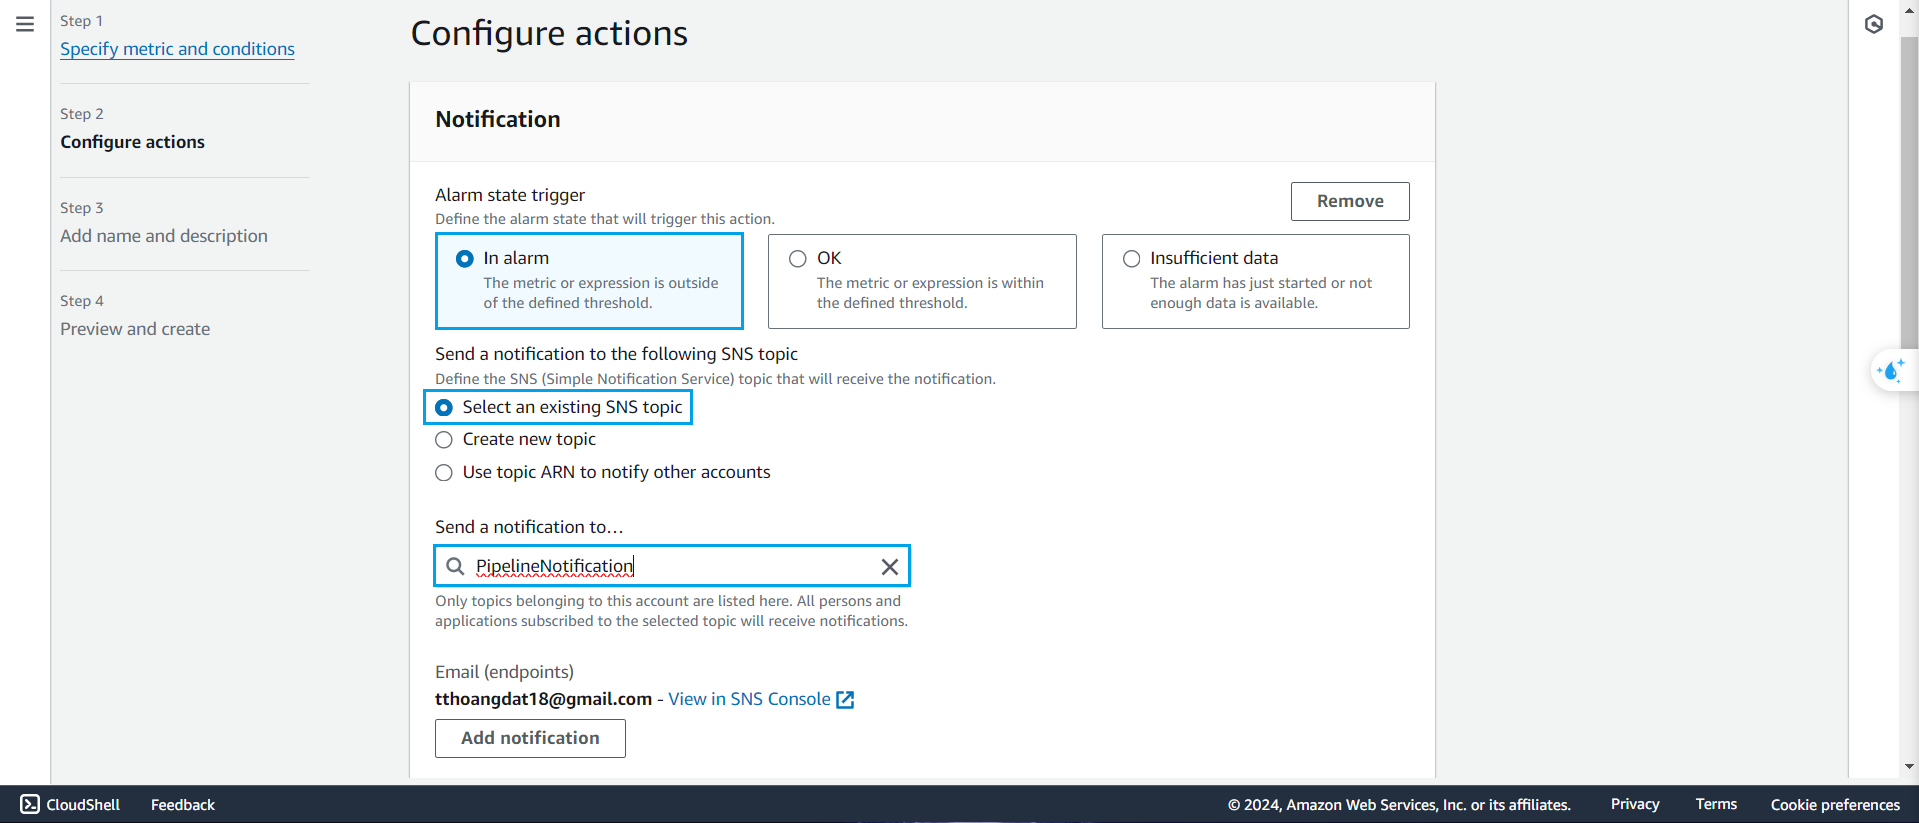 Step 1
Specify metric and conditions
Step 2
Configure actions
Step 3
Add name and description
Step 4
Preview and create
Configure actions
Notification
Alarm state trigger
Define the alarm state that will trigger this action.
Remove
In alarm
The metric or expression is outside
of the defined threshold.
OK
The metric or expression is within
the defined threshold.
Insufficient data
The alarm has just started or not
enough data is available.
Send a notification to the following SNS topic
Define the SNS (Simple Notification Service) topic that will receive the notification.
Select an existing SNS topic
Create new topic
Use topic ARN to notify other accounts
Send a notification to…
PipelineNotification
Only topics belonging to this account are listed here. All persons and
applications subscribed to the selected topic will receive notifications.
Email (endpoints)
tthoangdat18@gmail.com - View in SNS Console
Add notification
CloudShell Feedback © 2024, Amazon Web Services, Inc. or its affiliates. Privacy Terms Cookie preferences